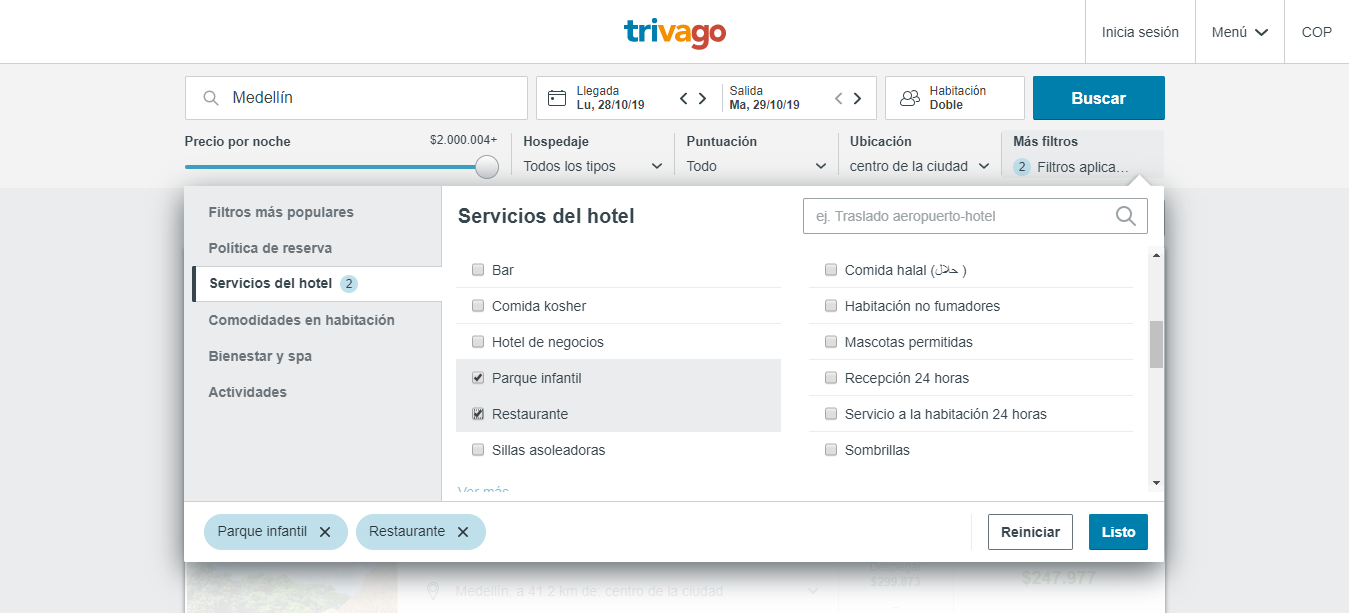 trivago
Inicia sesión
Menú
COP
Medellín
Llegada
Lu, 28/10/19
Salida
Ma, 29/10/19
Habitación
Doble
Buscar
Precio por noche
$2.000.004+
Hospedaje
Todos los tipos
Puntuación
Todo
Ubicación
centro de la ciudad
Más filtros
2 Filtros aplica...
Filtros más populares
Política de reserva
Servicios del hotel 2
Comodidades en habitación
Bienestar y spa
Actividades
Servicios del hotel
ej. Traslado aeropuerto-hotel
Bar
Comida kosher
Hotel de negocios
Parque infantil
Restaurante
Sillas asoleadoras
Ver más
Comida halal (حلال )
Habitación no fumadores
Mascotas permitidas
Recepción 24 horas
Servicio a la habitación 24 horas
Sombrillas
Parque infantil
Restaurante
Reiniciar
Listo
Medellín, a 41.2 km de: centro de la ciudad
$299.873
$247.977